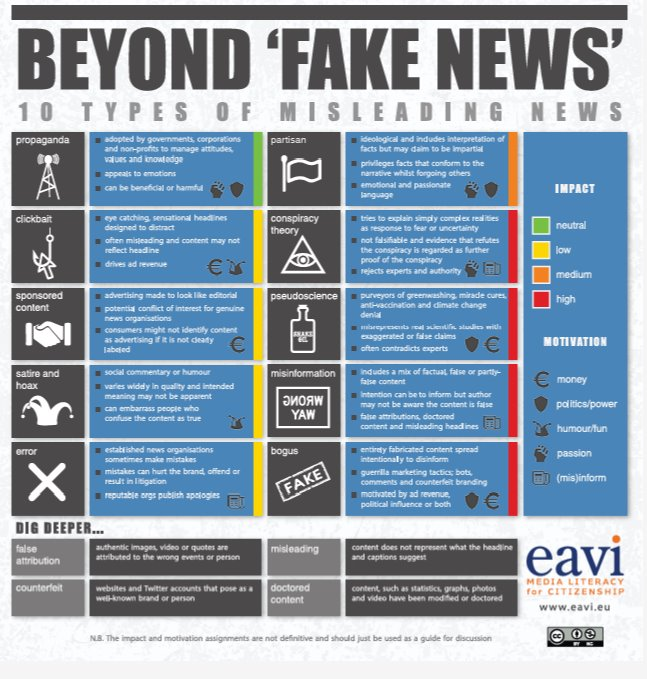 BEYOND ‘FAKE NEWS’
10 TYPES OF MISLEADING NEWS
propaganda
adopted by governments, corporations
and non-profits to manage attitudes,
values and knowledge
appeals to emotions
can be beneficial or harmful
partisan
ideological and includes interpretation of
facts but may claim to be impartial
privileges facts that conform to the
narrative whilst forgoing others
emotional and passionate
language
clickbait
eye catching, sensational headlines
designed to distract
often misleading and content may not
reflect headline
drives ad revenue
conspiracy
theory
tries to explain simply complex realities
as response to fear or uncertainty
not falsifiable and evidence that refutes
the conspiracy is regarded as further
proof of the conspiracy
rejects experts and authority
sponsored
content
advertising made to look like editorial
potential conflict of interest for genuine
news organisations
consumers might not identify content
as advertising if it is not clearly
labeled
pseudoscience
SNAKE
OIL
purveyors of greenwashing, miracle cures,
anti-vaccination and climate change
denial
misrepresents real scientific studies with
exaggerated or false claims
often contradicts experts
satire and
hoax
social commentary or humour
varies widely in quality and intended
meaning may not be apparent
can embarrass people who
confuse the content as true
misinformation
WRONG
WAY
includes a mix of factual, false or partly-
false content
intention can be to inform but author
may not be aware the content is false
false attributions, doctored
content and misleading headlines
error
established news organisations
sometimes make mistakes
mistakes can hurt the brand, offend or
result in litigation
reputable orgs publish apologies
bogus
FAKE
entirely fabricated content spread
intentionally to disinform
guerrilla marketing tactics; bots,
comments and counterfeit branding
motivated by ad revenue,
political influence or both
IMPACT
neutral
low
medium
high
MOTIVATION
€ money
politics/power
humour/fun
passion
(mis)inform
DIG DEEPER...
false
attribution
authentic images, video or quotes are
attributed to the wrong events or person
misleading
content does not represent what the headline
and captions suggest
counterfeit
websites and Twitter accounts that pose as a
well-known brand or person
doctored
content
content, such as statistics, graphs, photos
and video have been modified or doctored
eavi
MEDIA LITERACY
for CITIZENSHIP
www.eavi.eu
N.B. The impact and motivation assignments are not definitive and should just be used as a guide for discussion
cc
BY NC